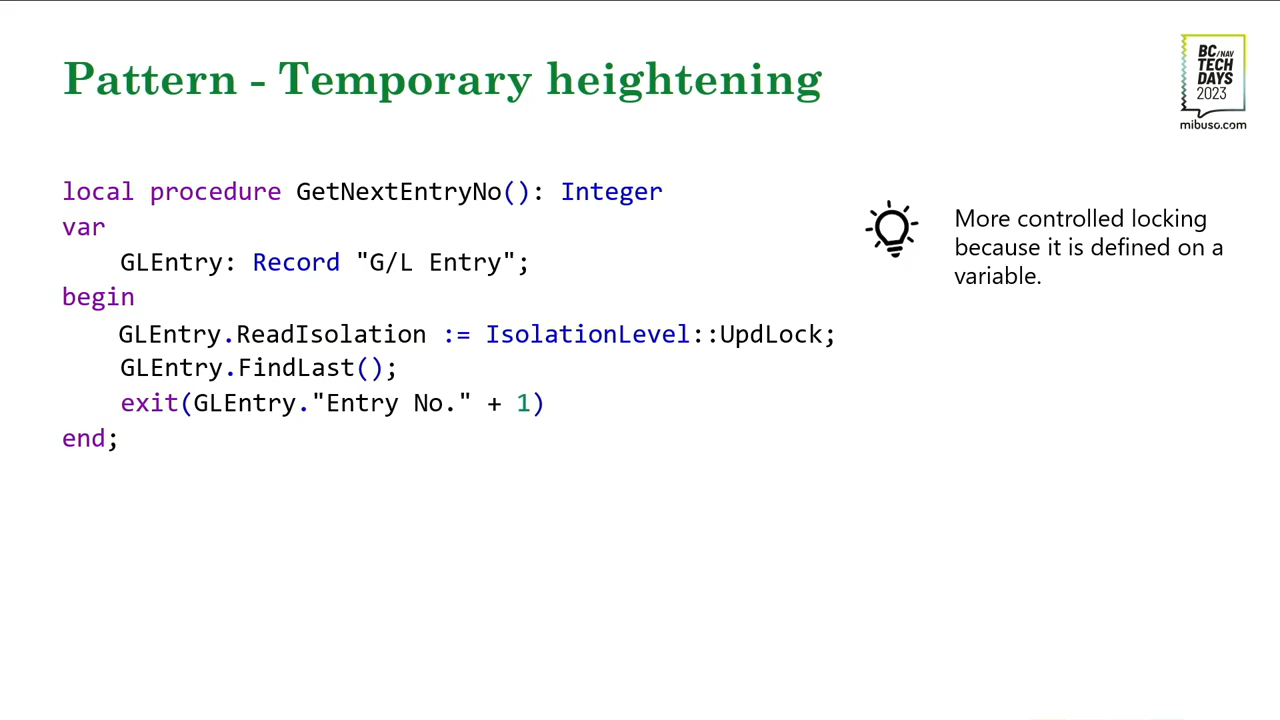 Pattern - Temporary heightening
BC/NAV
TECH
DAYS
2023
mibuso.com
local procedure GetNextEntryNo(): Integer
var
GLEntry: Record "G/L Entry";
begin
GLEntry.ReadIsolation := IsolationLevel::UpdLock;
GLEntry.FindLast();
exit(GLEntry."Entry No." + 1)
end;
More controlled locking
because it is defined on a
variable.